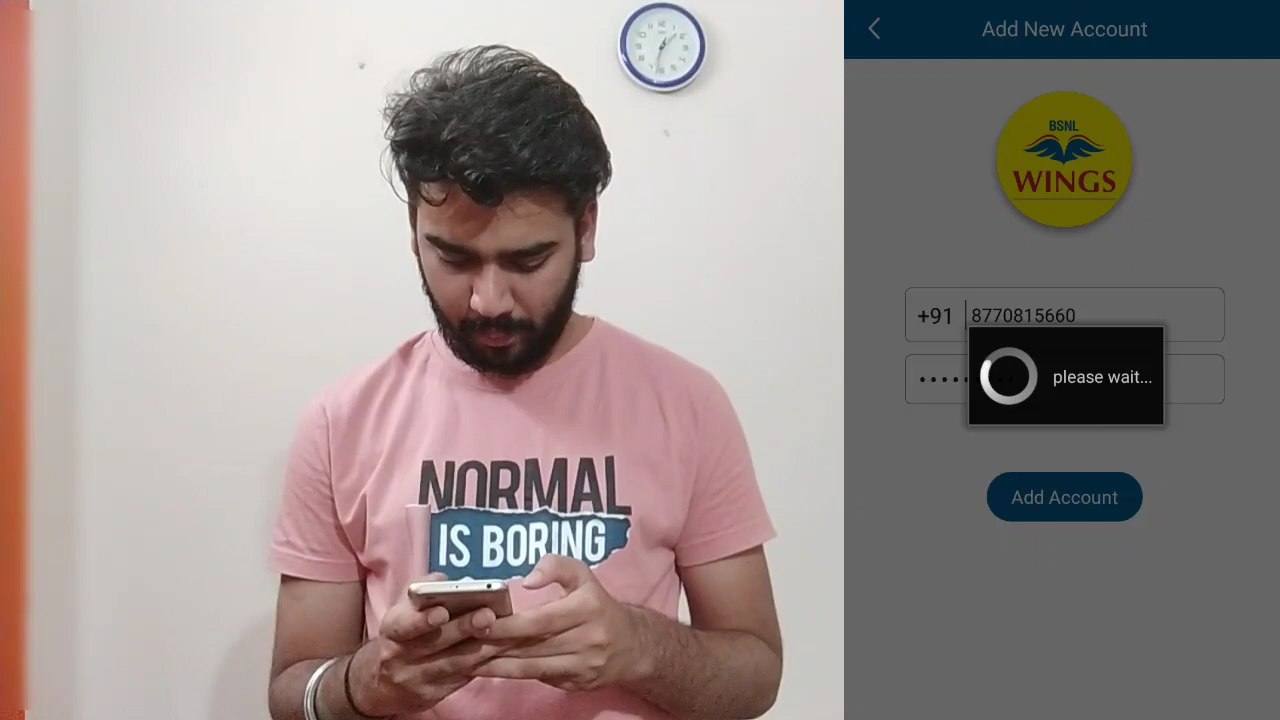 NORMAL
IS BORING
Add New Account
BSNL
WINGS
+91 8770815660
please wait...
Add Account